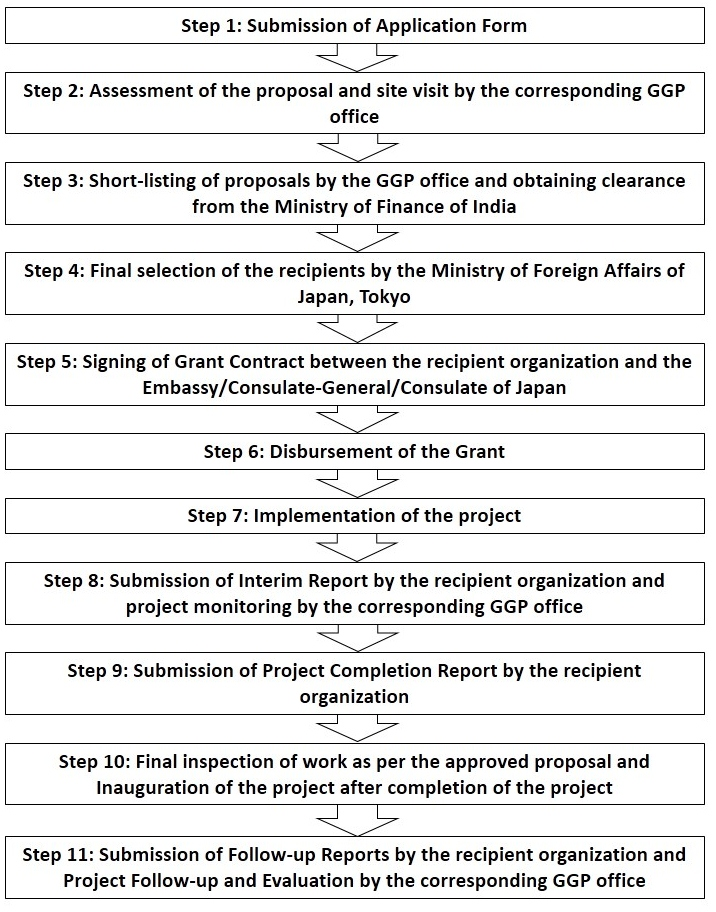 Step 1: Submission of Application Form
Step 2: Assessment of the proposal and site visit by the corresponding GGP
office
Step 3: Short-listing of proposals by the GGP office and obtaining clearance
from the Ministry of Finance of India
Step 4: Final selection of the recipients by the Ministry of Foreign Affairs of
Japan, Tokyo
Step 5: Signing of Grant Contract between the recipient organization and the
Embassy/Consulate-General/Consulate of Japan
Step 6: Disbursement of the Grant
Step 7: Implementation of the project
Step 8: Submission of Interim Report by the recipient organization and
project monitoring by the corresponding GGP office
Step 9: Submission of Project Completion Report by the recipient
organization
Step 10: Final inspection of work as per the approved proposal and
Inauguration of the project after completion of the project
Step 11: Submission of Follow-up Reports by the recipient organization and
Project Follow-up and Evaluation by the corresponding GGP office